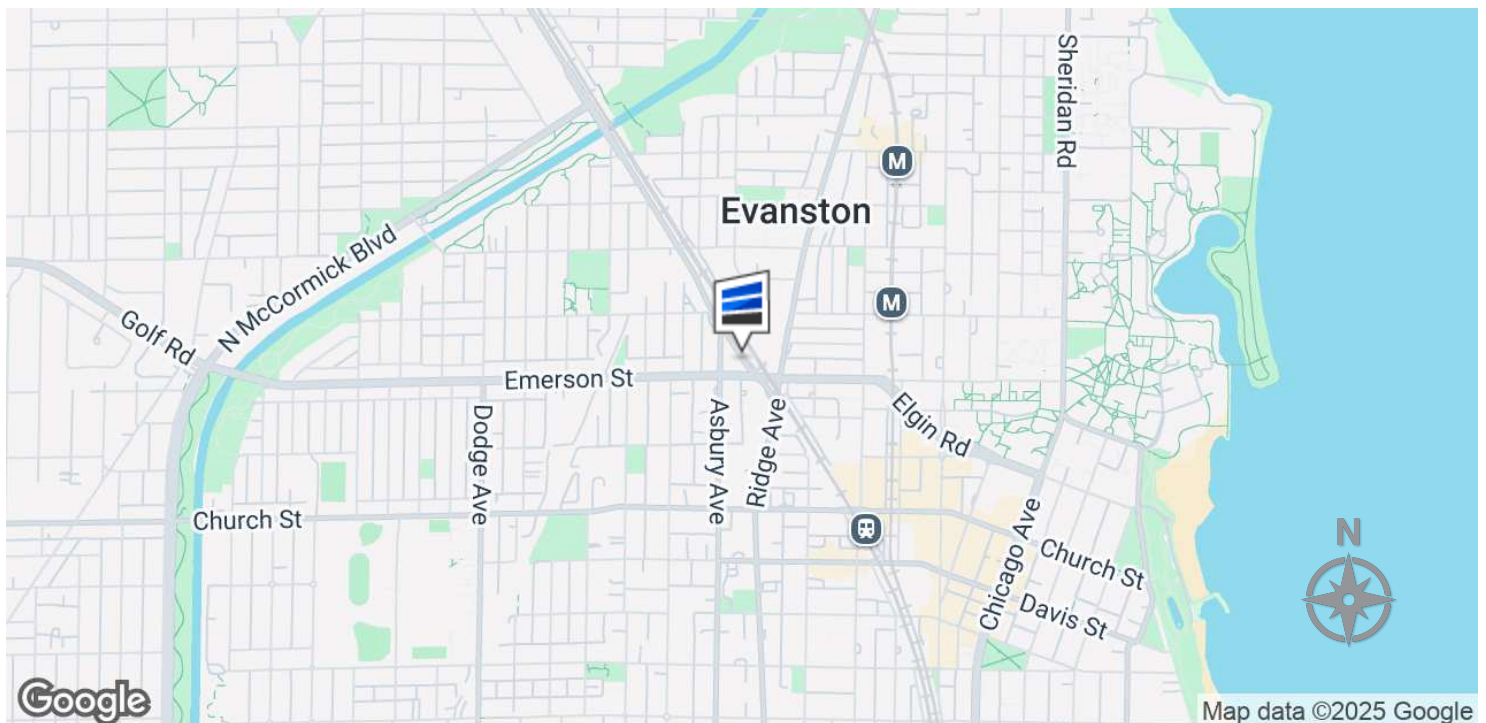 Sheridan Rd
M
Evanston
N McCormick Blvd
Golf Rd
M
Emerson St
Elgin Rd
Dodge Ave
Asbury Ave
Ridge Ave
Church St
Chicago Ave
Church St
Davis St
N
Google
Map data ©2025 Google